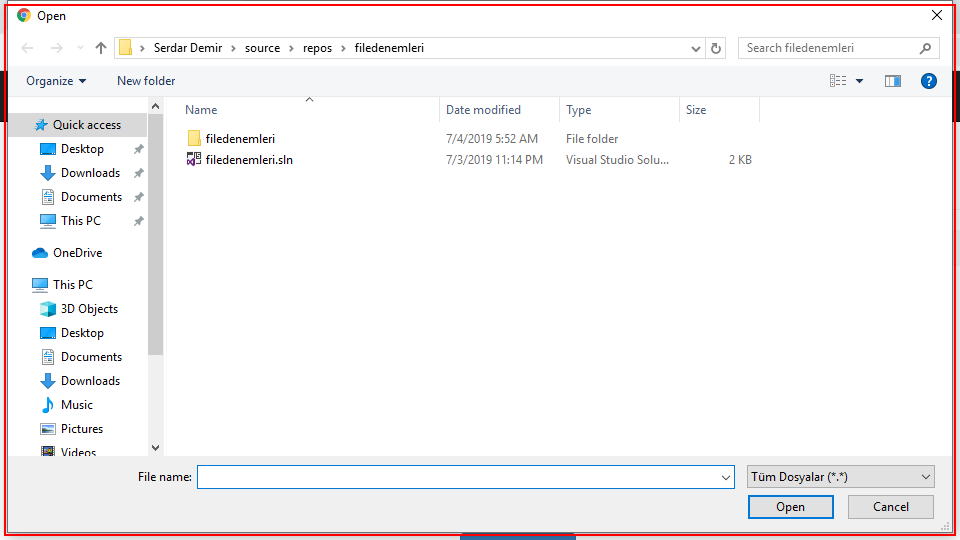 Open
Serdar Demir > source > repos > filedenemleri
Search filedenemleri
Organize
New folder
Name Date modified Type Size
Quick access
Desktop
Downloads
Documents
This PC
OneDrive
This PC
3D Objects
Desktop
Documents
Downloads
Music
Pictures
Videos
filedenemleri 7/4/2019 5:52 AM File folder
filedenemleri.sln 7/3/2019 11:14 PM Visual Studio Solu... 2 KB
File name:
Tüm Dosyalar (*.*)
Open
Cancel